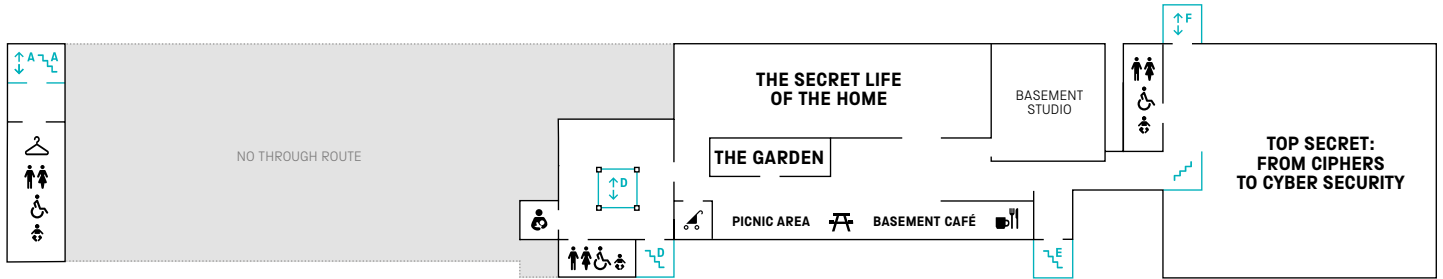 A A
F
THE SECRET LIFE
OF THE HOME
BASEMENT
STUDIO
NO THROUGH ROUTE
THE GARDEN
TOP SECRET:
FROM CIPHERS
TO CYBER SECURITY
D
PICNIC AREA
BASEMENT CAFÉ
D
E